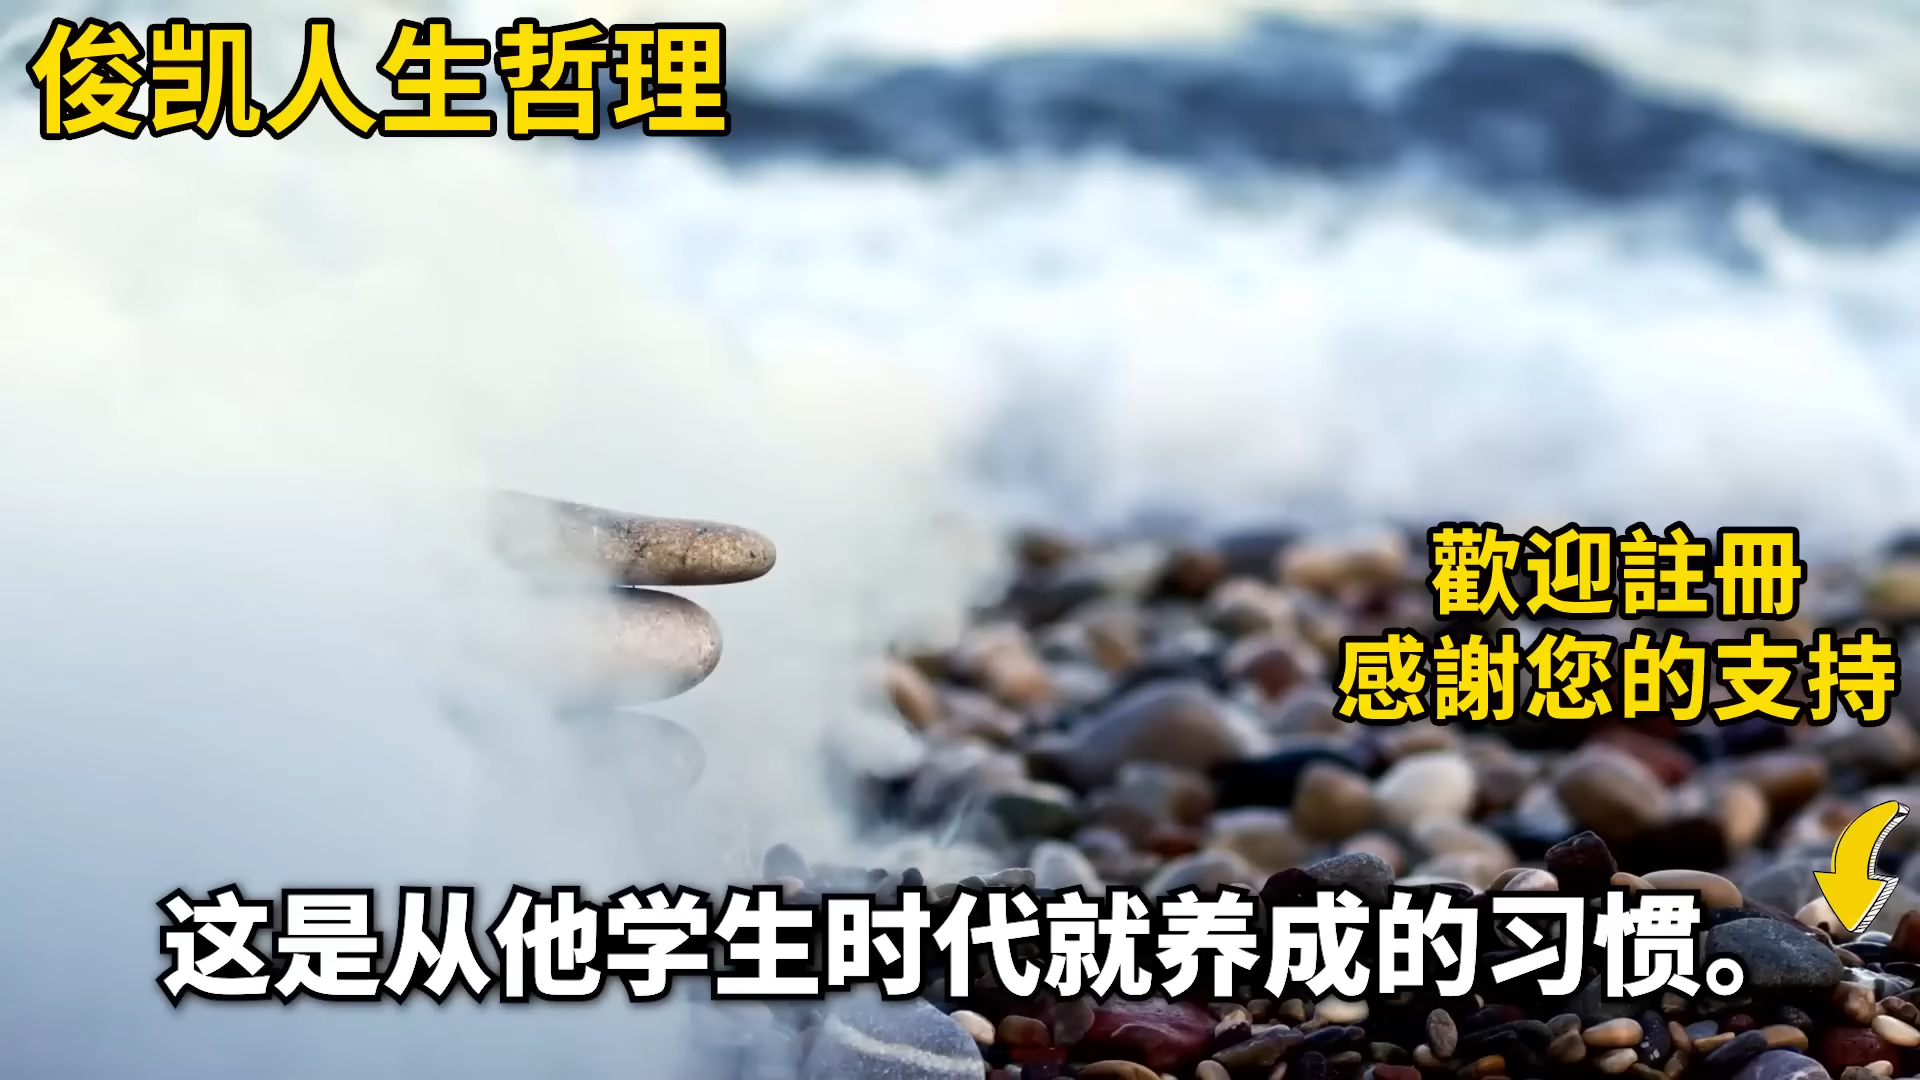 俊凯人生哲理
歡迎註冊
感謝您的支持
这是从他学生时代就养成的习惯。